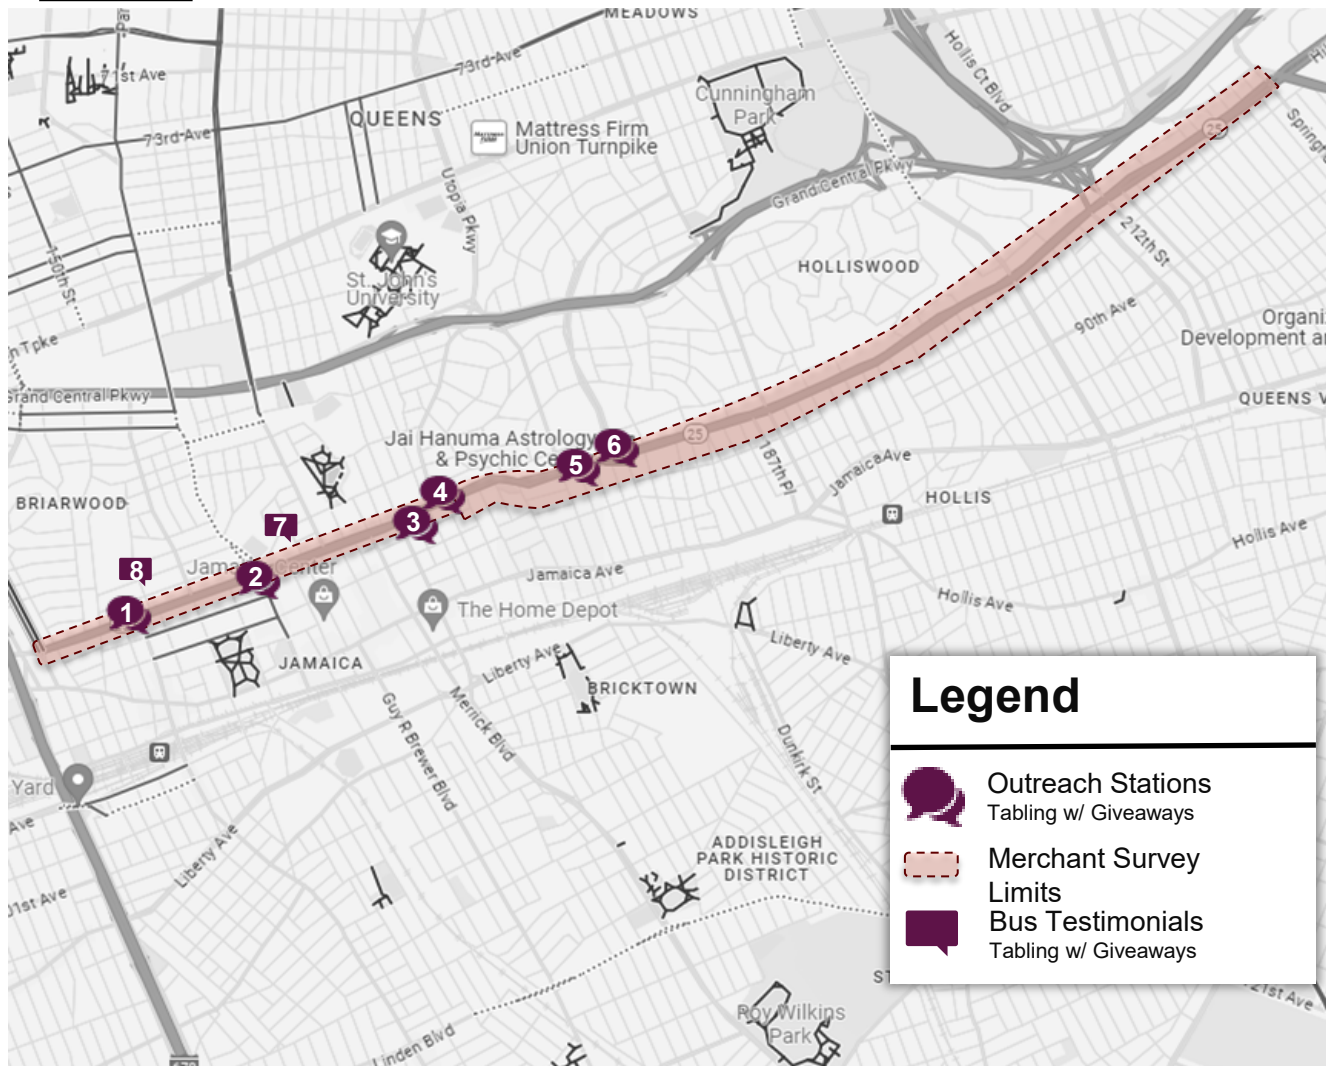 MEADOWS
73rd Ave
71st Ave
Hollis Ct Blvd
Cunningham
Park
QUEENS
Mattress Firm
Union Turnpike
73rd Ave
25
Utopia Pkwy
Grand Central Pkwy
150th St
St. John's
University
HOLLISWOOD
212th St
90th Ave
Tpke
Grand Central Pkwy
QUEENS V
Jai Hanuma Astrology
& Psychic Ce
6
5
25
187th Pl
Jamaica Ave
4
BRIARWOOD
HOLLIS
3
7
Hollis Ave
8
2
Jamaica Center
Jamaica Ave
1
The Home Depot
Hollis Ave
Liberty Ave
JAMAICA
Liberty Ave
BRICKTOWN
Guy R Brewer Blvd
Merrick Blvd
Dunkirk St
Yard
Ave
Liberty Ave
ADDISLEIGH
PARK HISTORIC
DISTRICT
Linden Blvd
Roy Wilkins
Park
Legend
Outreach Stations
Tabling w/ Giveaways
Merchant Survey
Limits
Bus Testimonials
Tabling w/ Giveaways